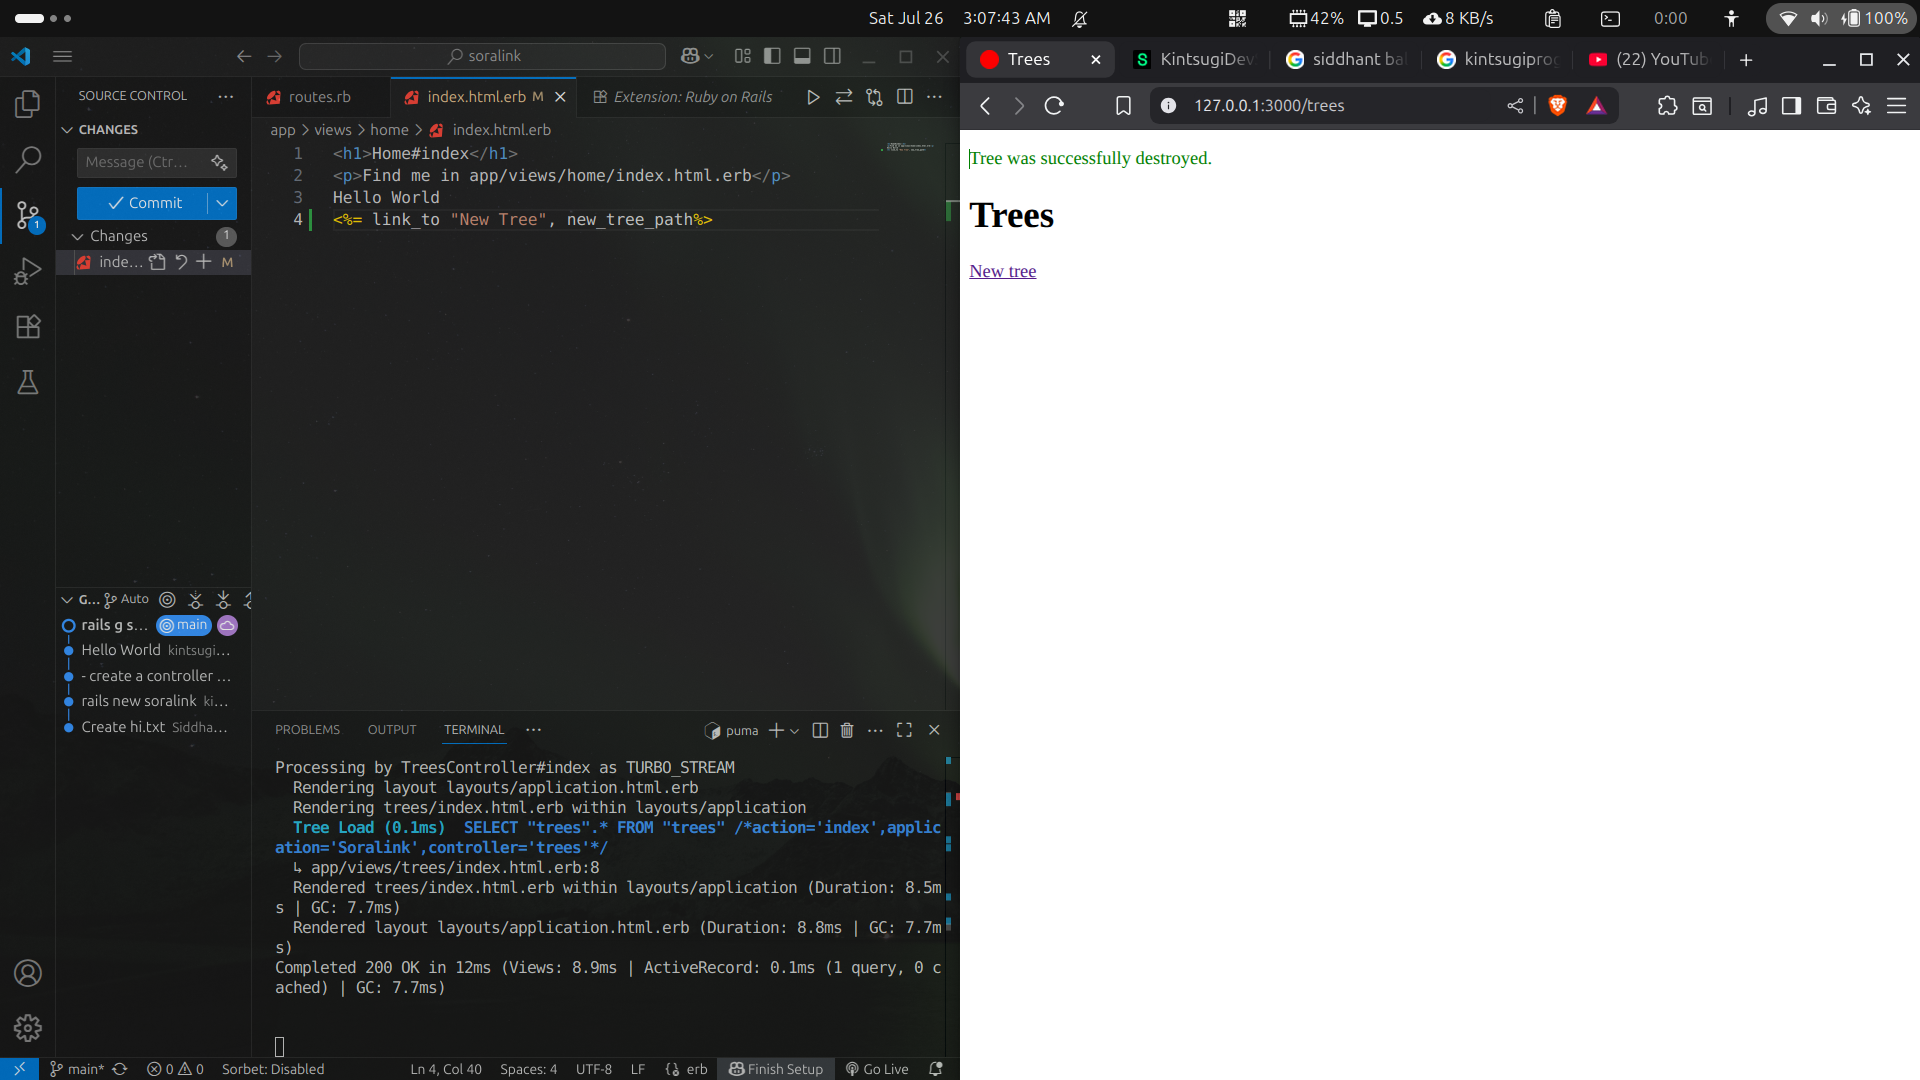 Sat Jul 26 3:07:43 AM
42% 0.5 8 KB/s 0:00 100%
soralink
SOURCE CONTROL
CHANGES
Message (Ctr...
Commit
Changes 1
inde... M
1
routes.rb
index.html.erb M
Extension: Ruby on Rails
app > views > home > index.html.erb
1 <h1>Home#index</h1>
2 <p>Find me in app/views/home/index.html.erb</p>
3 Hello World
4 <%= link_to "New Tree", new_tree_path%>
G... Auto
rails g s... main
Hello World kintsugi...
- create a controller ...
rails new soralink ki...
Create hi.txt Siddha...
PROBLEMS OUTPUT TERMINAL ...
puma
Processing by TreesController#index as TURBO_STREAM
Rendering layout layouts/application.html.erb
Rendering trees/index.html.erb within layouts/application
Tree Load (0.1ms) SELECT "trees".* FROM "trees" /*action='index',applic
ation='Soralink',controller='trees'*/
↳ app/views/trees/index.html.erb:8
Rendered trees/index.html.erb within layouts/application (Duration: 8.5m
s | GC: 7.7ms)
Rendered layout layouts/application.html.erb (Duration: 8.8ms | GC: 7.7m
s)
Completed 200 OK in 12ms (Views: 8.9ms | ActiveRecord: 0.1ms (1 query, 0 c
ached) | GC: 7.7ms)
main* 0 0 Sorbet: Disabled Ln 4, Col 40 Spaces: 4 UTF-8 LF erb Finish Setup Go Live
Trees
KintsugiDev
siddhant bal
kintsugiprog
(22) YouTub
127.0.0.1:3000/trees
Tree was successfully destroyed.
Trees
New tree